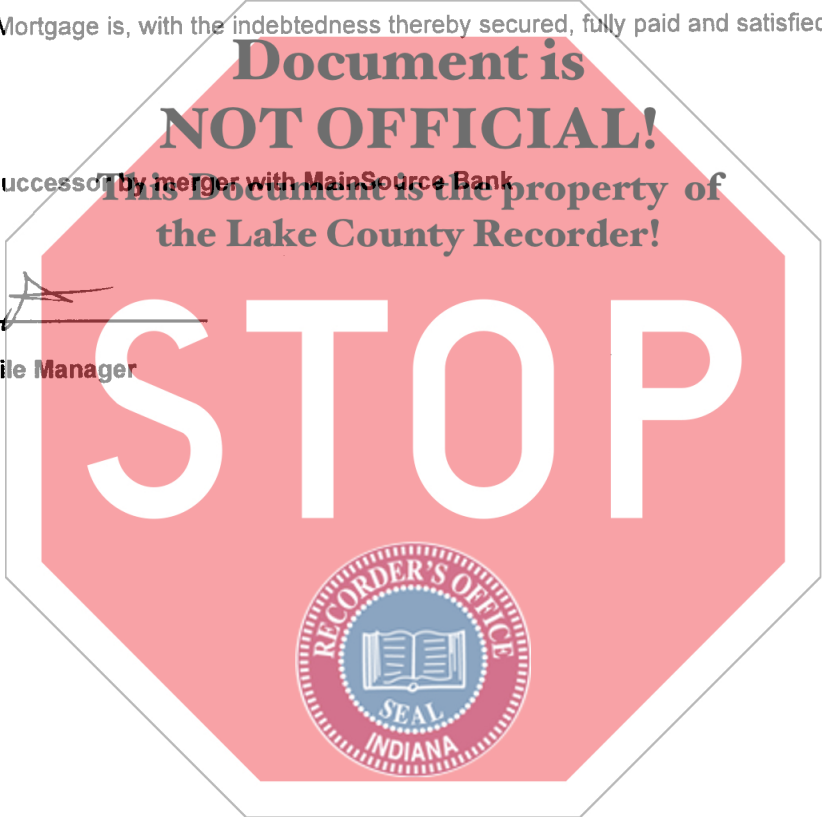 Mortgage is, with the indebtedness thereby secured, fully paid and satisfied
Document is
NOT OFFICIAL!
uccessor by merger with MainSource Bank
This Document is the property of
the Lake County Recorder!
ile Manager
STOP
RECORDER'S OFFICE
SEAL
INDIANA